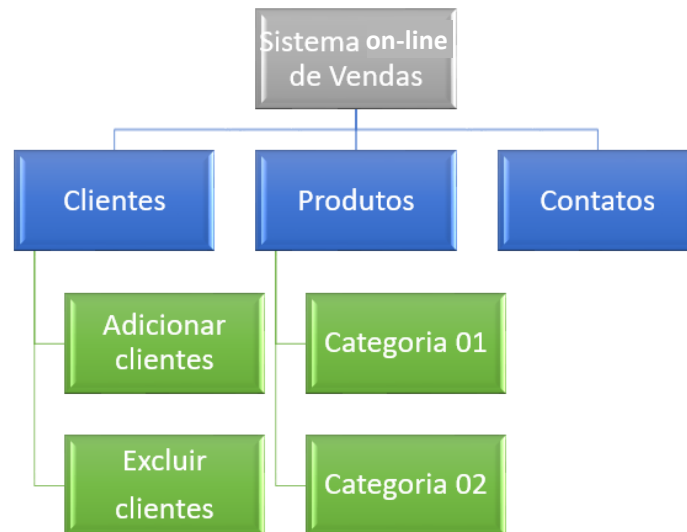 Sistema on-line
de Vendas
Clientes
Produtos
Contatos
Adicionar
clientes
Categoria 01
Excluir
clientes
Categoria 02